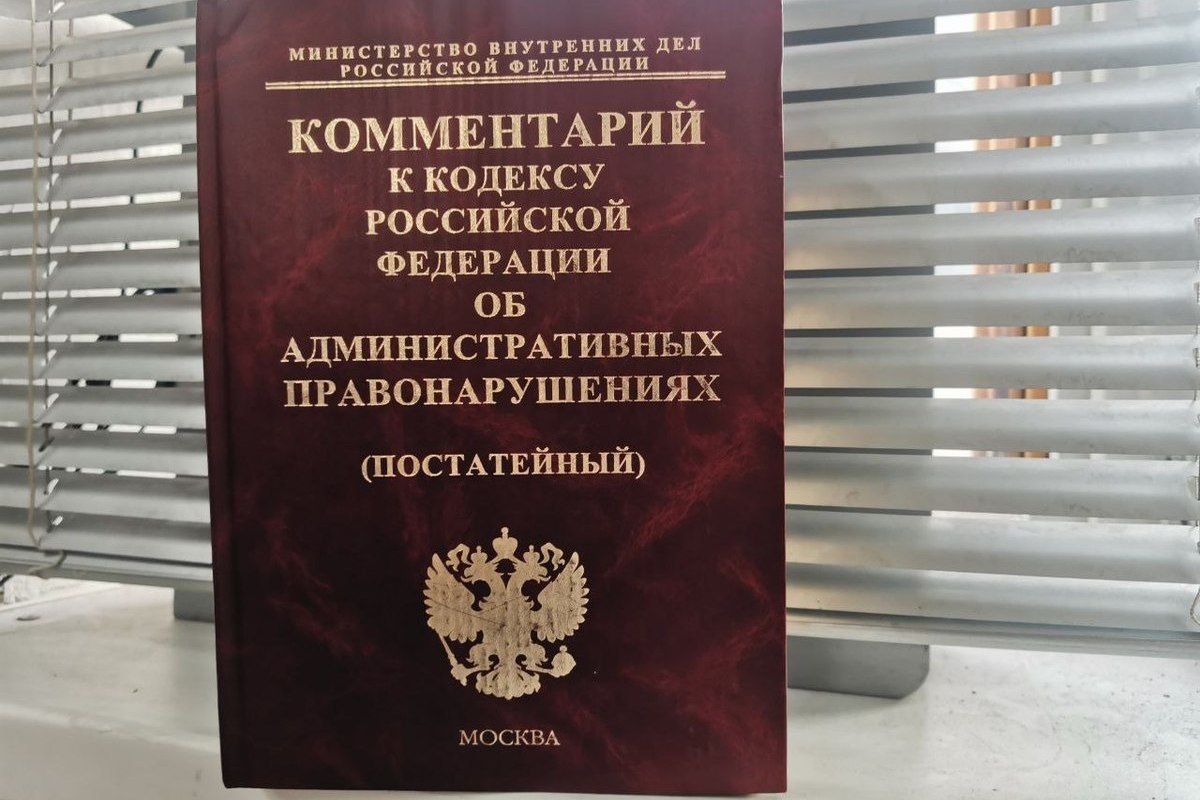 МИНИСТЕРСТВО ВНУТРЕННИХ ДЕЛ
РОССИЙСКОЙ ФЕДЕРАЦИИ
КОММЕНТАРИЙ
К КОДЕКСУ
РОССИЙСКОЙ
ФЕДЕРАЦИИ
ОБ
АДМИНИСТРАТИВНЫХ
ПРАВОНАРУШЕНИЯХ
(ПОСТАТЕЙНЫЙ)
МОСКВА